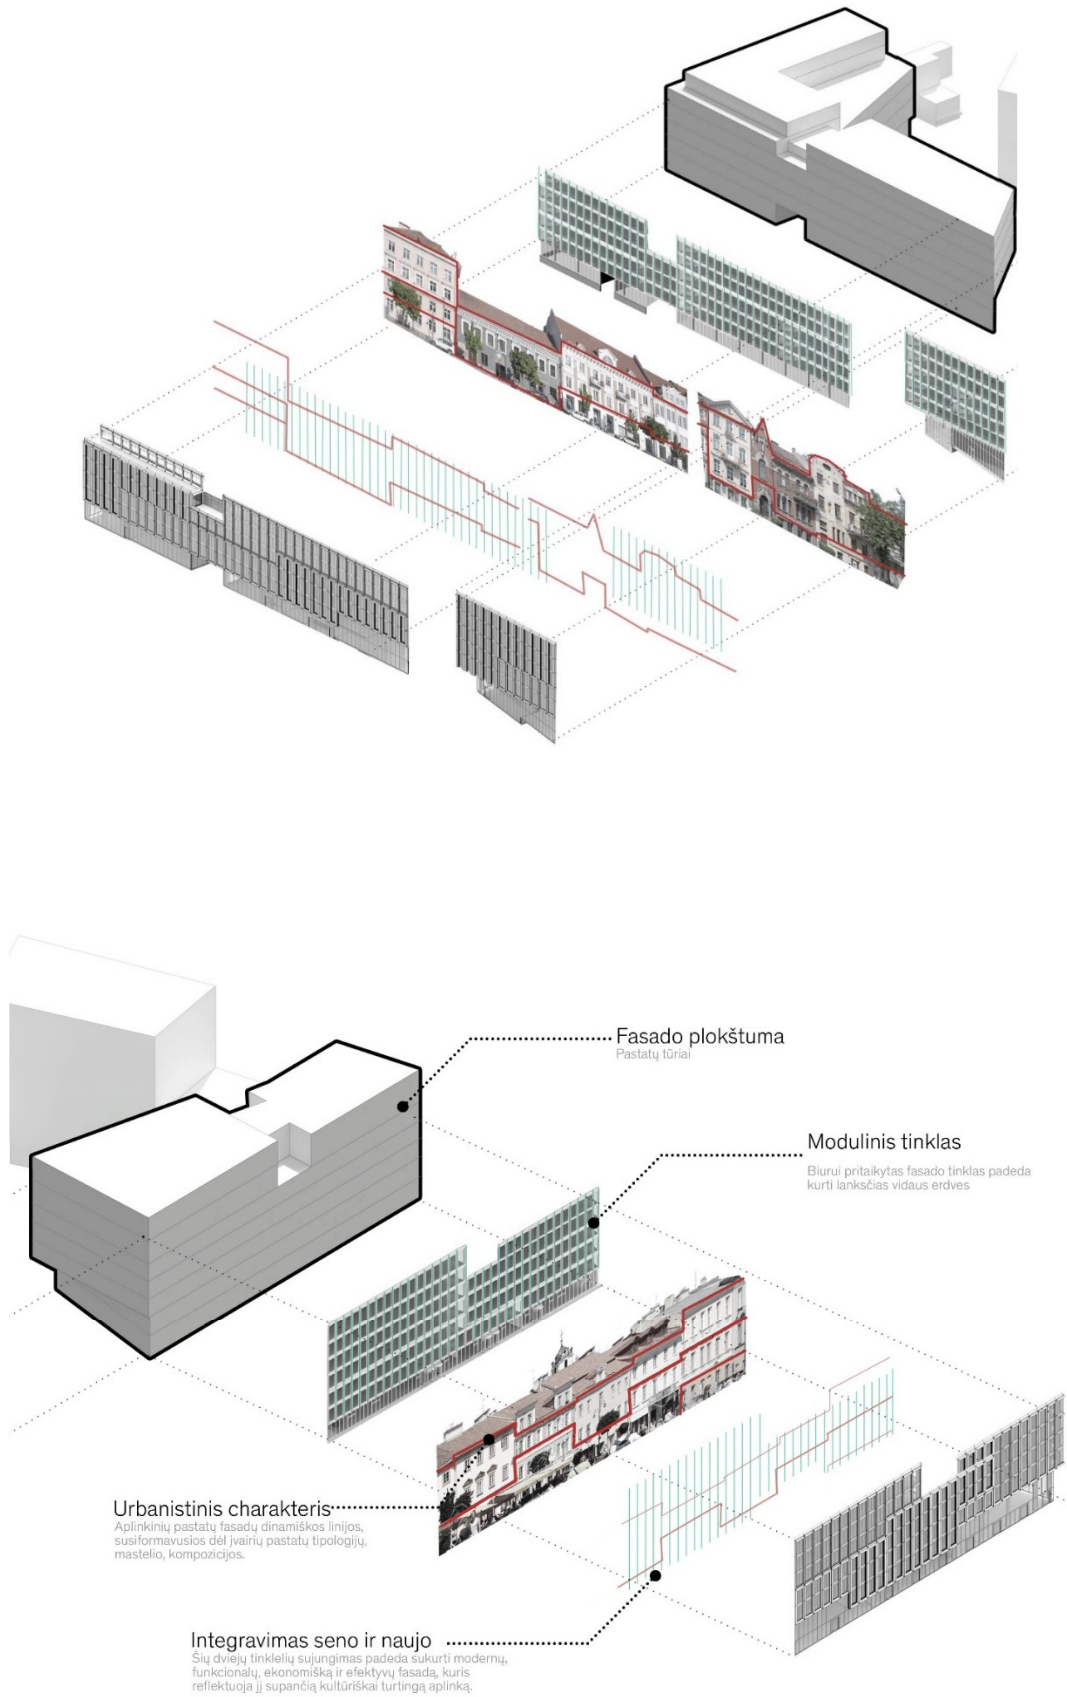 Fasado plokštuma
Pastatų tūriai
Modulinis tinklas
Biurui pritaikytas fasado tinklas padeda
kurti lanksčias vidaus erdves
Urbanistinis charakteris
Aplinkinių pastatų fasadų dinamiškos linijos,
susiformavusios dėl įvairių pastatų tipologijų,
mastelio, kompozicijos.
Integravimas seno ir naujo
Šių dviejų tinklelių sujungimas padeda sukurti modernų,
funkcionalų, ekonomišką ir efektyvų fasadą, kuris
reflektuoja jį supančią kultūriškai turtingą aplinką.